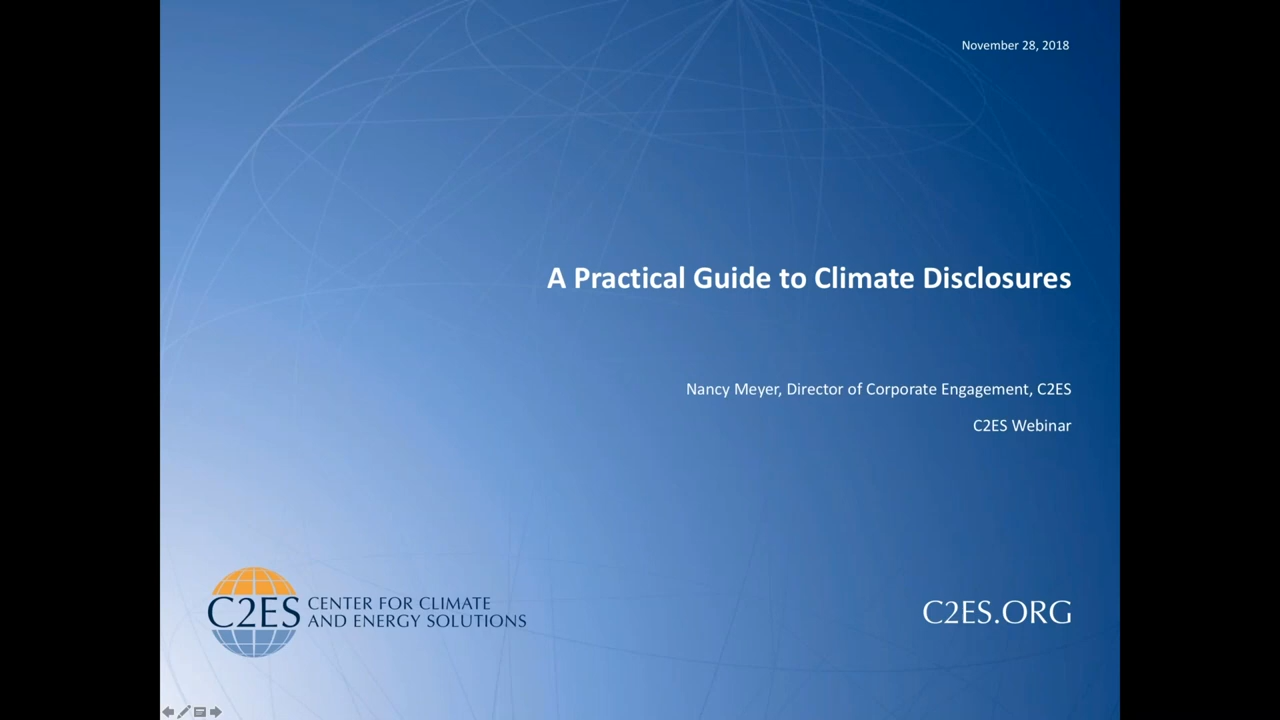 November 28, 2018
A Practical Guide to Climate Disclosures
Nancy Meyer, Director of Corporate Engagement, C2ES
C2ES Webinar
C2ES
CENTER FOR CLIMATE
AND ENERGY SOLUTIONS
C2ES.ORG